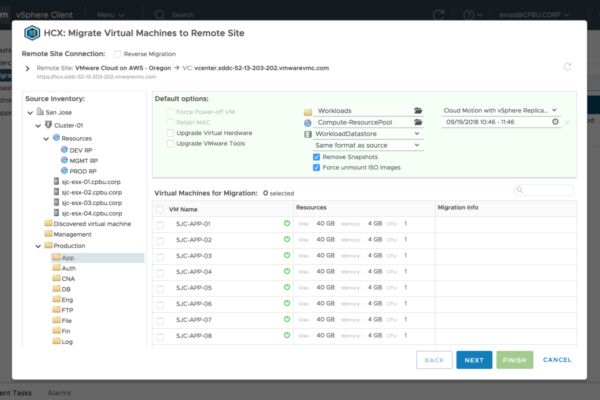 vSphere Client
Menu
Search
emad@CPBU.CORP
HCX: Migrate Virtual Machines to Remote Site
Remote Site Connection: Reverse Migration
Remote Site: VMware Cloud on AWS - Oregon → VC: vcenter.sddc-52-13-203-202.vmwarevmc.com
https://hcx.sddc-52-13-203-202.vmwarevmc.com
Source Inventory:
San Jose
Cluster-01
Resources
DEV RP
MGMT RP
PROD RP
sjc-esx-01.cpbu.corp
sjc-esx-02.cpbu.corp
sjc-esx-03.cpbu.corp
sjc-esx-04.cpbu.corp
Discovered virtual machine
Management
Production
App
Auth
CNA
DB
Eng
FTP
File
Fin
Log
Default options:
Force Power-off VM
Retain MAC
Upgrade Virtual Hardware
Upgrade VMware Tools
Workloads
Compute-ResourcePool
WorkloadDatastore
Same format as source
Remove Snapshots
Force unmount ISO Images
Cloud Motion with vSphere Replica...
09/19/2018 10:46 - 11:46
Virtual Machines for Migration: 0 selected
VM Name Resources Migration Info
SJC-APP-01 Disc: 40 GB Memory: 4 GB CPU: 1
SJC-APP-02 Disc: 40 GB Memory: 4 GB CPU: 1
SJC-APP-03 Disc: 40 GB Memory: 4 GB CPU: 1
SJC-APP-04 Disc: 40 GB Memory: 4 GB CPU: 1
SJC-APP-05 Disc: 40 GB Memory: 4 GB CPU: 1
SJC-APP-06 Disc: 40 GB Memory: 4 GB CPU: 1
SJC-APP-07 Disc: 40 GB Memory: 4 GB CPU: 1
SJC-APP-08 Disc: 40 GB Memory: 4 GB CPU: 1
BACK NEXT FINISH CANCEL
ent Tasks Alarms